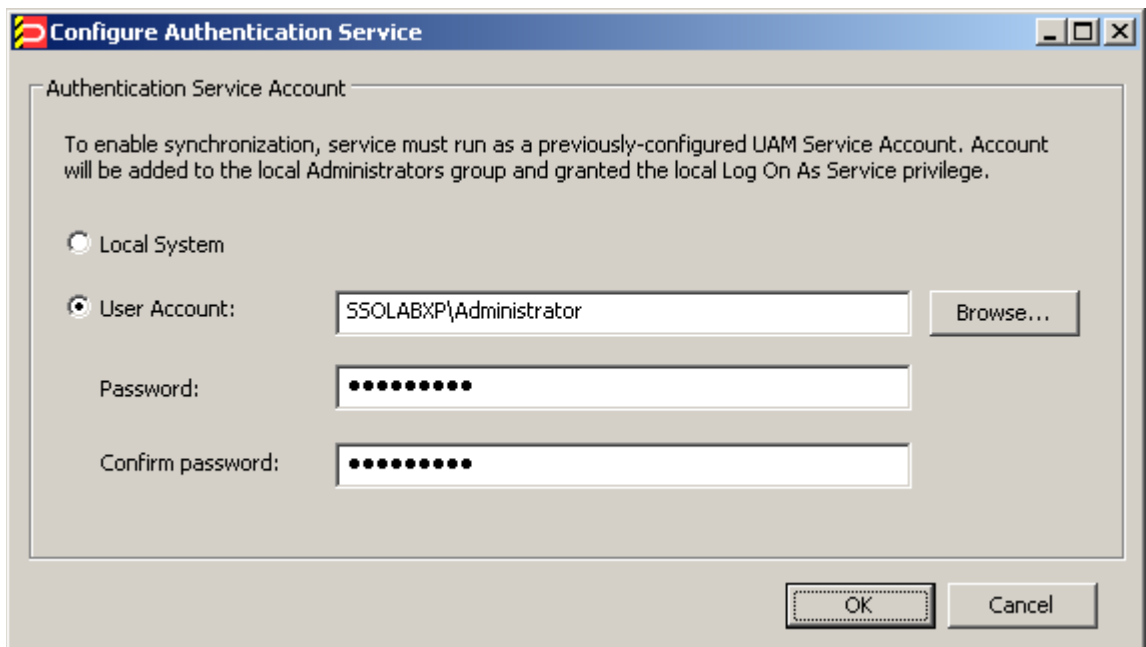 Configure Authentication Service
Authentication Service Account
To enable synchronization, service must run as a previously-configured UAM Service Account. Account
will be added to the local Administrators group and granted the local Log On As Service privilege.
Local System
User Account: SSOLABXP\Administrator Browse...
Password: •••••••••
Confirm password: •••••••••
OK Cancel